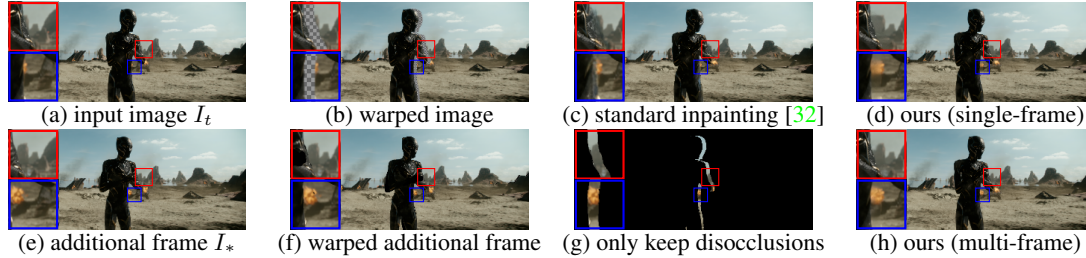 (a) input image I_t
(b) warped image
(c) standard inpainting [32]
(d) ours (single-frame)
(e) additional frame I_*
(f) warped additional frame
(g) only keep disocclusions
(h) ours (multi-frame)